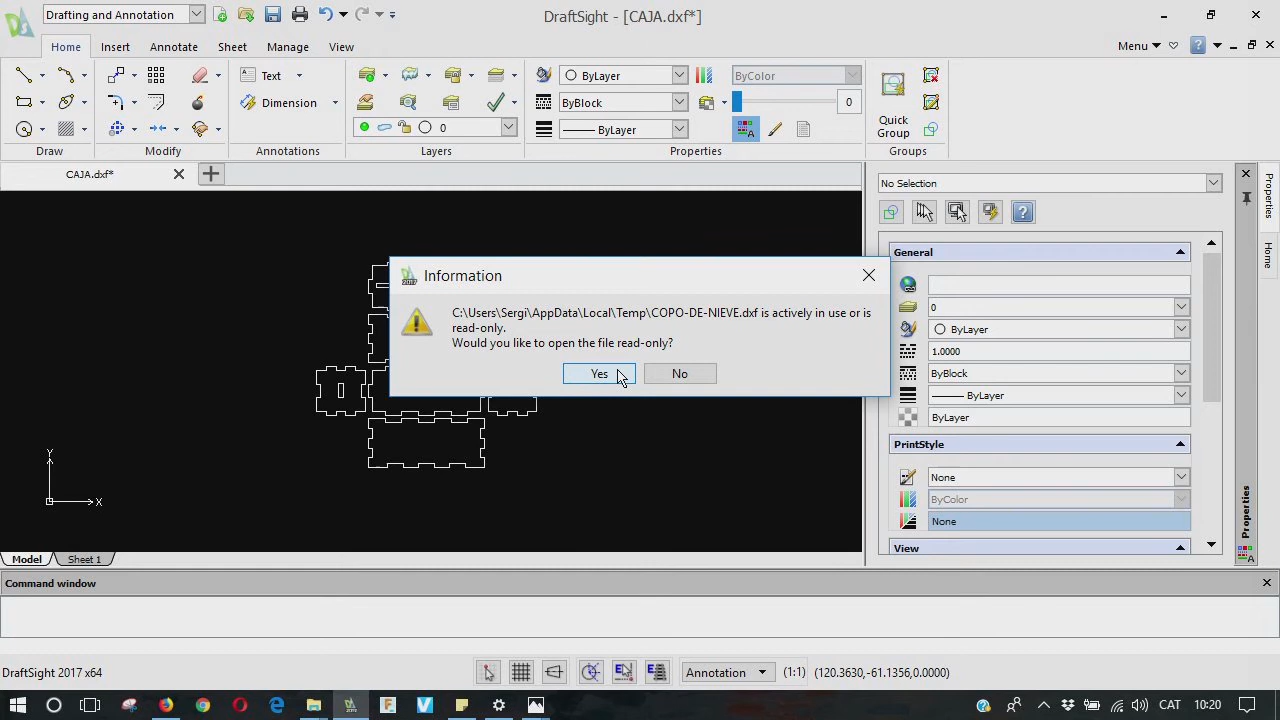 Drafting and Annotation
DraftSight - [CAJA.dxf*]
Home
Insert
Annotate
Sheet
Manage
View
Menu
Text
Dimension
ByLayer
ByBlock
ByLayer
0
ByColor
0
Quick
Group
Draw
Modify
Annotations
Layers
Properties
Groups
CAJA.dxf*
No Selection
Properties
Home
General
0
ByLayer
1.0000
ByBlock
ByLayer
ByLayer
PrintStyle
None
ByColor
None
View
Properties
Information
C:\Users\Sergi\AppData\Local\Temp\COPO-DE-NIEVE.dxf is actively in use or is
read-only.
Would you like to open the file read-only?
Yes
No
Y
X
Model
Sheet 1
Command window
DraftSight 2017 x64
Annotation
(1:1)
(120.3630, -61.1356,0.0000)
CAT
10:20